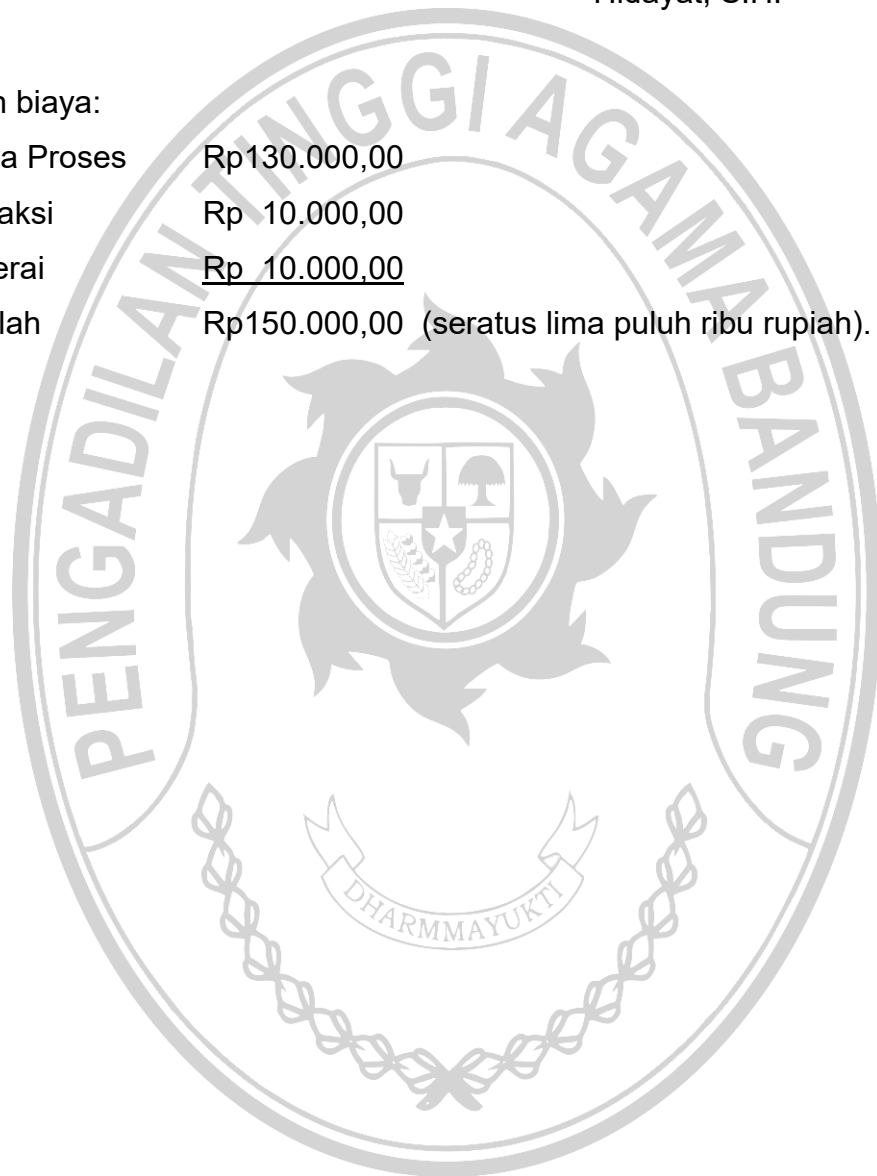 n biaya:
a Proses Rp130.000,00
aksi Rp 10.000,00
erai Rp 10.000,00
lah Rp150.000,00 (seratus lima puluh ribu rupiah).
PENGADILAN TINGGI AGAMA BANDUNG
DHARMMAYUKTI